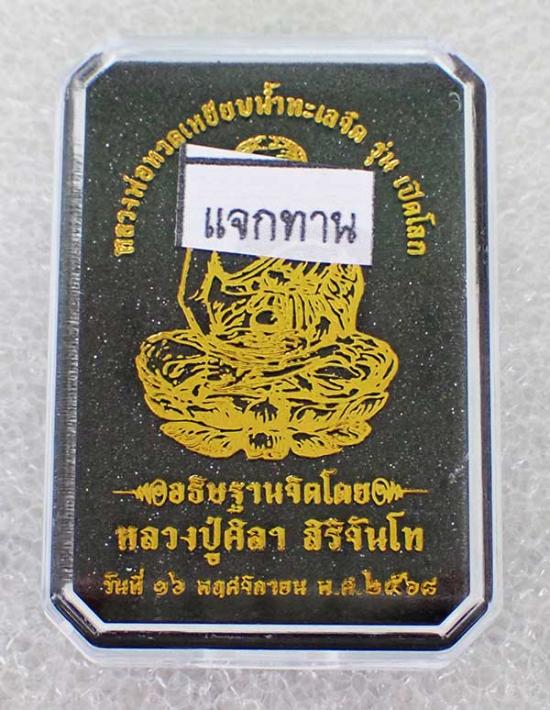 หลวงพ่อทวดเหยียบน้ำทะเลจืด รุ่น เปิดโลก
แจกทาน
อธิษฐานจิตโดย
หลวงปู่ศิลา สิริจันโท
วันที่ ๑๖ พฤศจิกายน พ.ศ.๒๕๖๘